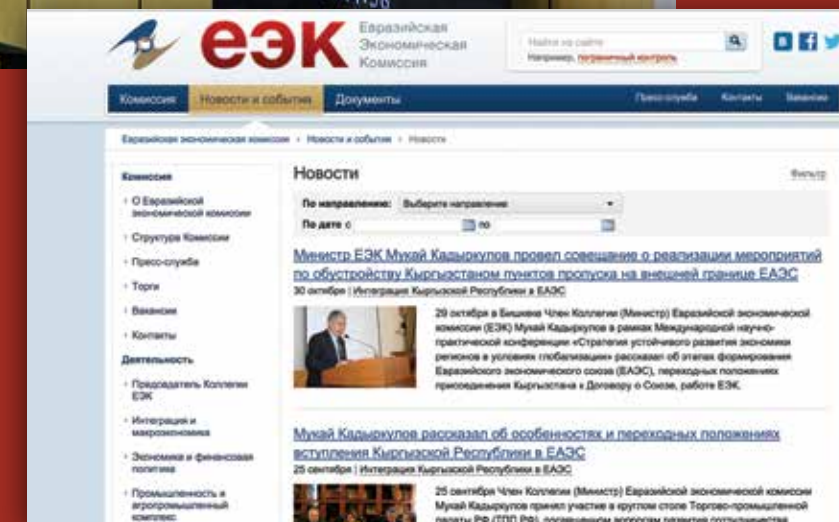 ЕЭК
Евразийская
Экономическая
Комиссия
Найти на сайте
Например, пограничный контроль
Комиссия
Новости и события
Документы
Пресс-служба
Контакты
Вакансии
Евразийская экономическая комиссия › Новости и события › Новости
Комиссия
О Евразийской
экономической комиссии
Структура Комиссии
Пресс-служба
Торги
Вакансии
Контакты
Деятельность
Председатель Коллегии
ЕЭК
Интеграция и
макроэкономика
Экономика и финансовая
политика
Промышленность и
агропромышленный
комплекс
Новости
Фильтр
По направлению: Выберите направление
По дате с по
Министр ЕЭК Мукай Кадыркулов провел совещание о реализации мероприятий
по обустройству Кыргызстаном пунктов пропуска на внешней границе ЕАЭС
30 октября | Интеграция Кыргызской Республики в ЕАЭС
29 октября в Бишкеке Член Коллегии (Министр) Евразийской экономической
комиссии (ЕЭК) Мукай Кадыркулов в рамках Международной научно-
практической конференции «Стратегия устойчивого развития экономики
регионов в условиях глобализации» рассказал об этапах формирования
Евразийского экономического союза (ЕАЭС), переходных положениях
присоединения Кыргызстана к Договору о Союзе, работе ЕЭК.
Мукай Кадыркулов рассказал об особенностях и переходных положениях
вступления Кыргызской Республики в ЕАЭС
25 сентября | Интеграция Кыргызской Республики в ЕАЭС
25 сентября Член Коллегии (Министр) Евразийской экономической комиссии
Мукай Кадыркулов принял участие в круглом столе Торгово-промышленной
палаты РФ (ТПП РФ), посвященном вопросам развития сотрудничества